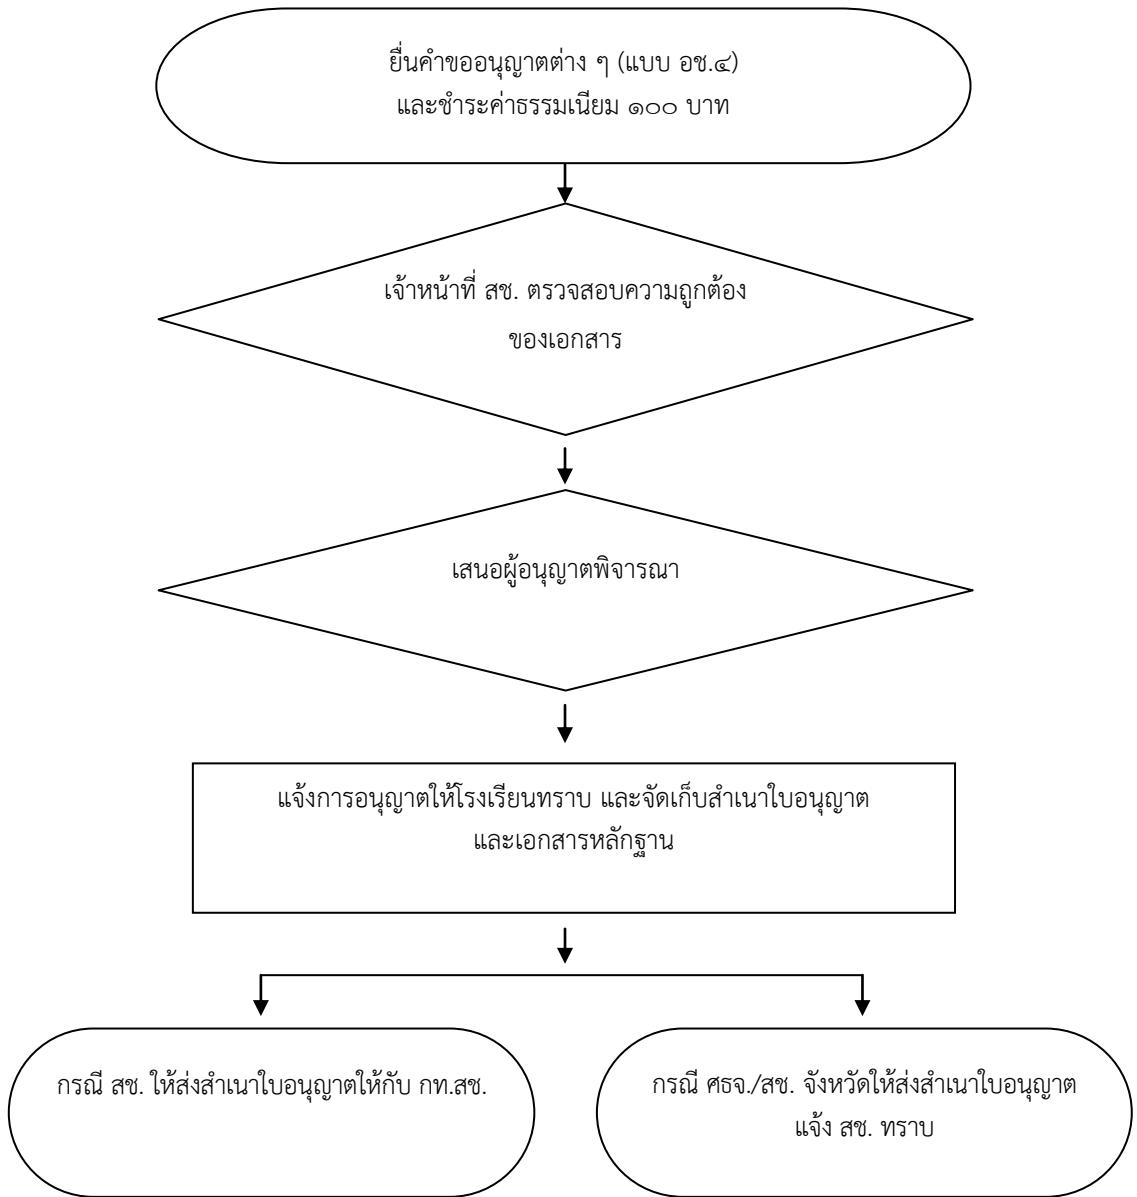 ยื่นคำขออนุญาตต่าง ๆ (แบบ อช.๔)
และชำระค่าธรรมเนียม ๑๐๐ บาท
เจ้าหน้าที่ สช. ตรวจสอบความถูกต้อง
ของเอกสาร
เสนอผู้อนุญาตพิจารณา
แจ้งการอนุญาตให้โรงเรียนทราบ และจัดเก็บสำเนาใบอนุญาต
และเอกสารหลักฐาน
กรณี สช. ให้ส่งสำเนาใบอนุญาตให้กับ กท.สช.
กรณี ศธจ./สช. จังหวัดให้ส่งสำเนาใบอนุญาต
แจ้ง สช. ทราบ